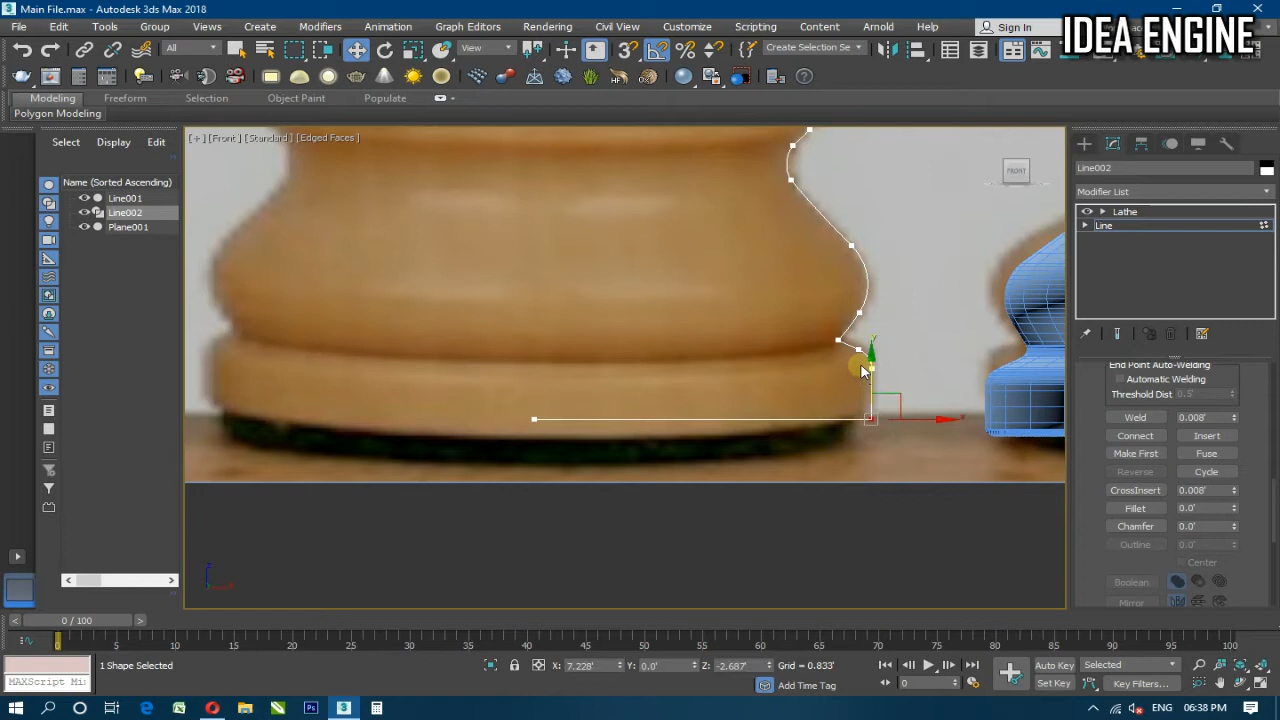 Main File.max - Autodesk 3ds Max 2018
IDEA ENGINE
File Edit Tools Group Views Create Modifiers Animation Graph Editors Rendering Civil View Customize Scripting Content Arnold Help Sign In
All View Create Selection Se
Modeling Freeform Selection Object Paint Populate
Polygon Modeling
Select Display Edit
[+] [Front] [Standard] [Edged Faces]
FRONT
Name (Sorted Ascending)
Line001
Line002
Plane001
Line002
Modifier List
Lathe
Line
End Point Auto-Welding
Automatic Welding
Threshold Dist 0.5'
Weld 0.008'
Connect Insert
Make First Fuse
Reverse Cycle
CrossInsert 0.008'
Fillet 0.0'
Chamfer 0.0'
Outline 0.0'
Center
Boolean
Mirror
y
x
z
0 / 100
0 5 10 15 20 25 30 35 40 45 50 55 60 65 70 75 80 85 90 95 100
1 Shape Selected
X: 7.228' Y: 0.0' Z: -2.687' Grid = 0.833'
Auto Key Selected
MAXScript Mi:
Add Time Tag
0
Set Key Key Filters...
ENG 06:38 PM